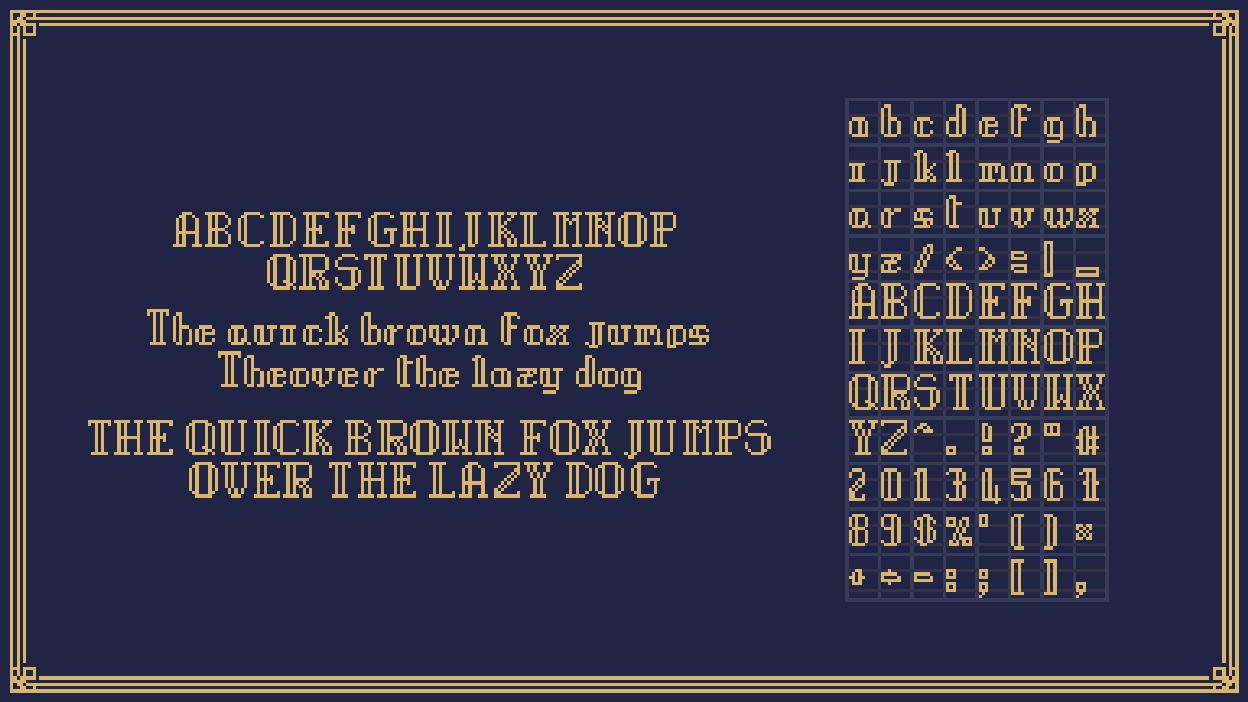 ABCDEFGHIJKLMNOP
QRSTUVWXYZ
The quick brown fox jumps
Theover the lazy dog
THE QUICK BROWN FOX JUMPS
OVER THE LAZY DOG
a b c d e f g h
i j k l m n o p
q r s t u v w x
y z / < > = | _
A B C D E F G H
I J K L M N O P
Q R S T U V W X
Y Z ^ . ! ? " #
2 0 1 3 4 5 6 7
8 9 $ % ' ( ) *
+ - : ; [ ] ,